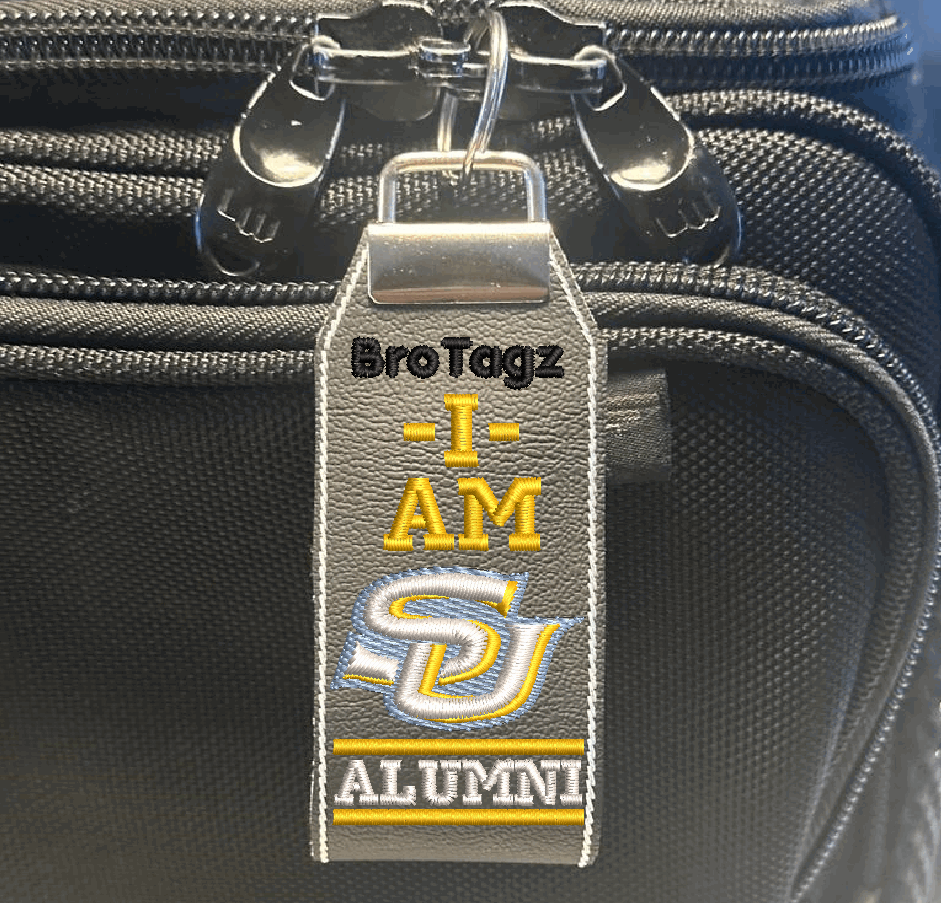 BroTagz
-I-
AM
SU
ALUMNI